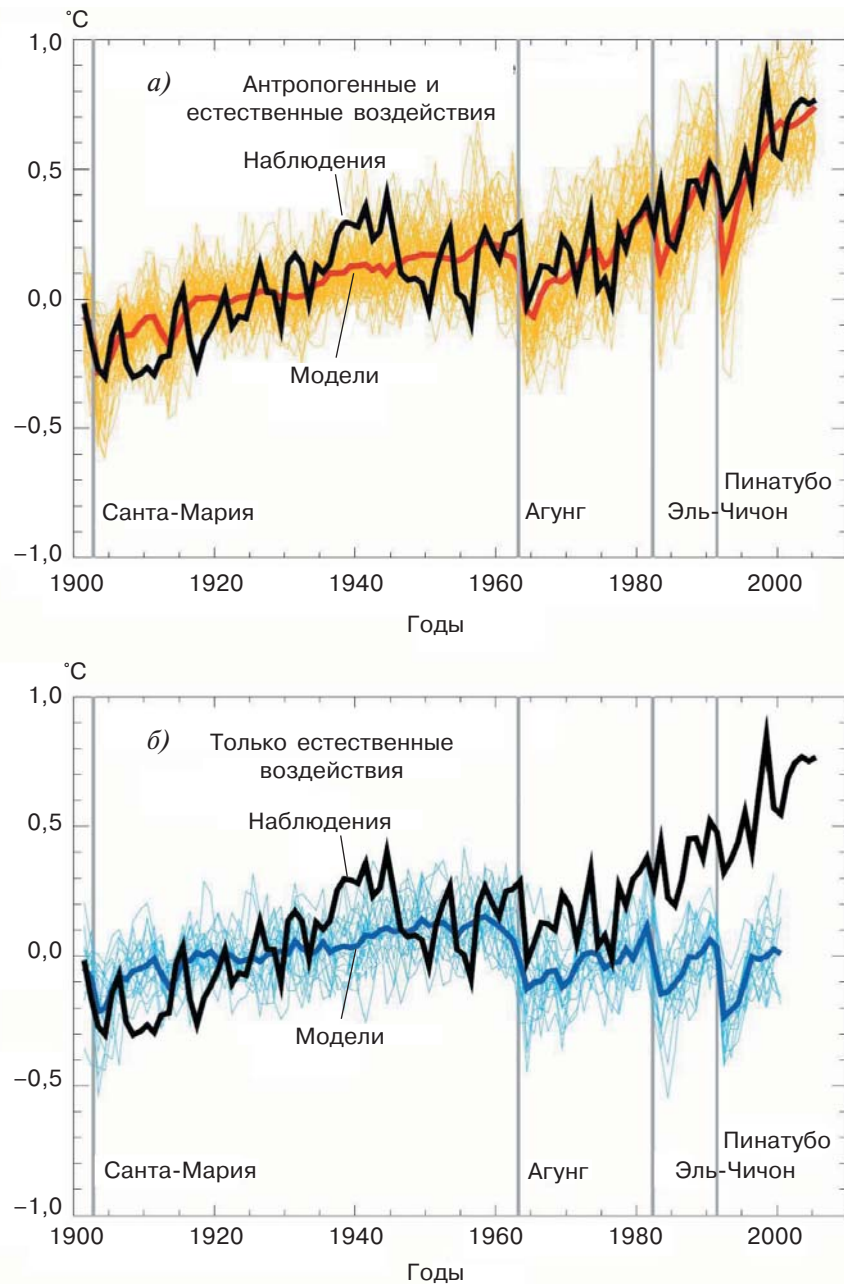 °C
1,0
а) Антропогенные и
естественные воздействия
Наблюдения
0,5
0,0
Модели
−0,5
Пинатубо
Санта-Мария Агунг Эль-Чичон
−1,0
1900 1920 1940 1960 1980 2000
Годы
°C
1,0
б) Только естественные
воздействия
Наблюдения
0,5
0,0
Модели
−0,5
Пинатубо
Санта-Мария Агунг Эль-Чичон
−1,0
1900 1920 1940 1960 1980 2000
Годы